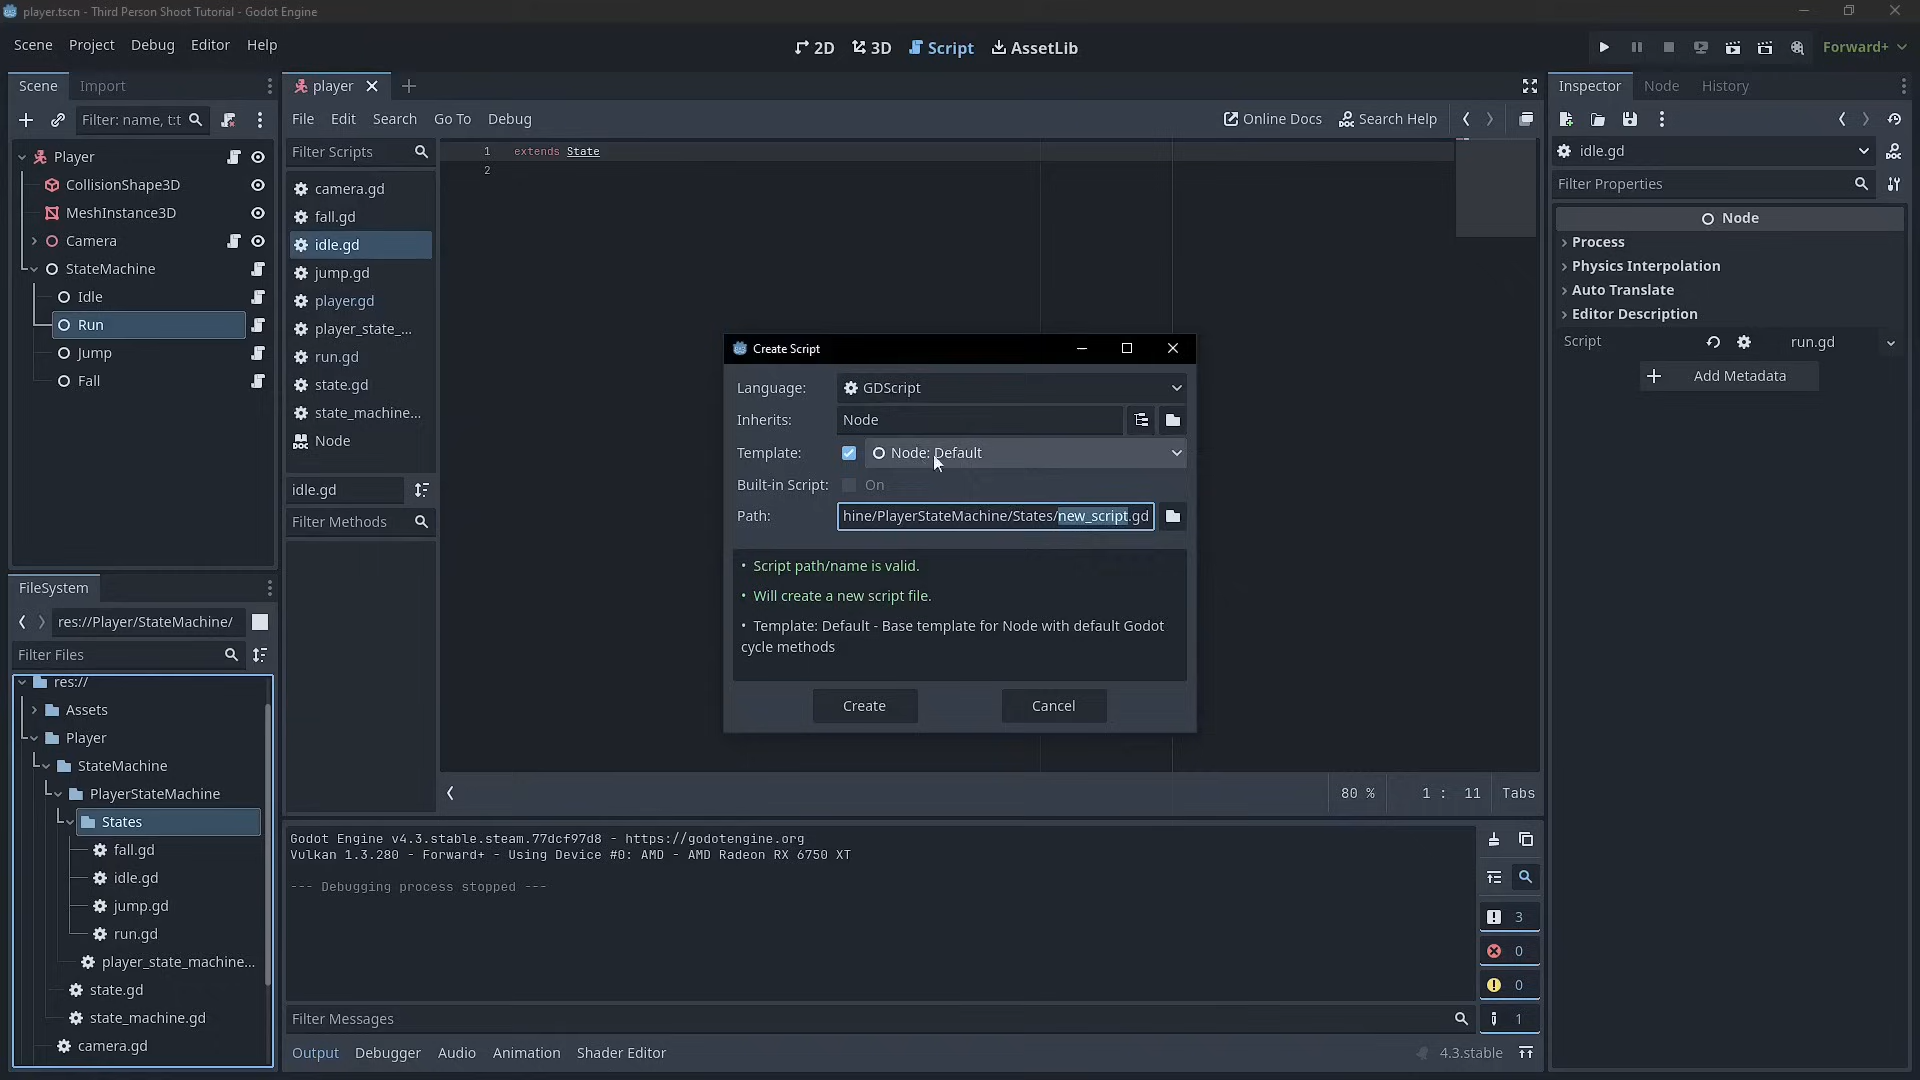 player.tscn - Third Person Shoot Tutorial - Godot Engine
Scene Project Debug Editor Help
2D 3D Script AssetLib
Forward+
Scene Import
Filter: name, t:t
Player
CollisionShape3D
MeshInstance3D
Camera
StateMachine
Idle
Run
Jump
Fall
FileSystem
res://Player/StateMachine/
Filter Files
res://
Assets
Player
StateMachine
PlayerStateMachine
States
fall.gd
idle.gd
jump.gd
run.gd
player_state_machine...
state.gd
state_machine.gd
camera.gd
player
File Edit Search Go To Debug
Online Docs Search Help
Filter Scripts
camera.gd
fall.gd
idle.gd
jump.gd
player.gd
player_state_...
run.gd
state.gd
state_machine...
Node
idle.gd
Filter Methods
1 extends State
2
80 % 1 : 11 Tabs
Create Script
Language: GDScript
Inherits: Node
Template: Node: Default
Built-in Script: On
Path: hine/PlayerStateMachine/States/new_script.gd
• Script path/name is valid.
• Will create a new script file.
• Template: Default - Base template for Node with default Godot
cycle methods
Create Cancel
Godot Engine v4.3.stable.steam.77dcf97d8 - https://godotengine.org
Vulkan 1.3.280 - Forward+ - Using Device #0: AMD - AMD Radeon RX 6750 XT
--- Debugging process stopped ---
3
0
0
1
Filter Messages
Output Debugger Audio Animation Shader Editor
4.3.stable
Inspector Node History
idle.gd
Filter Properties
Node
Process
Physics Interpolation
Auto Translate
Editor Description
Script run.gd
Add Metadata